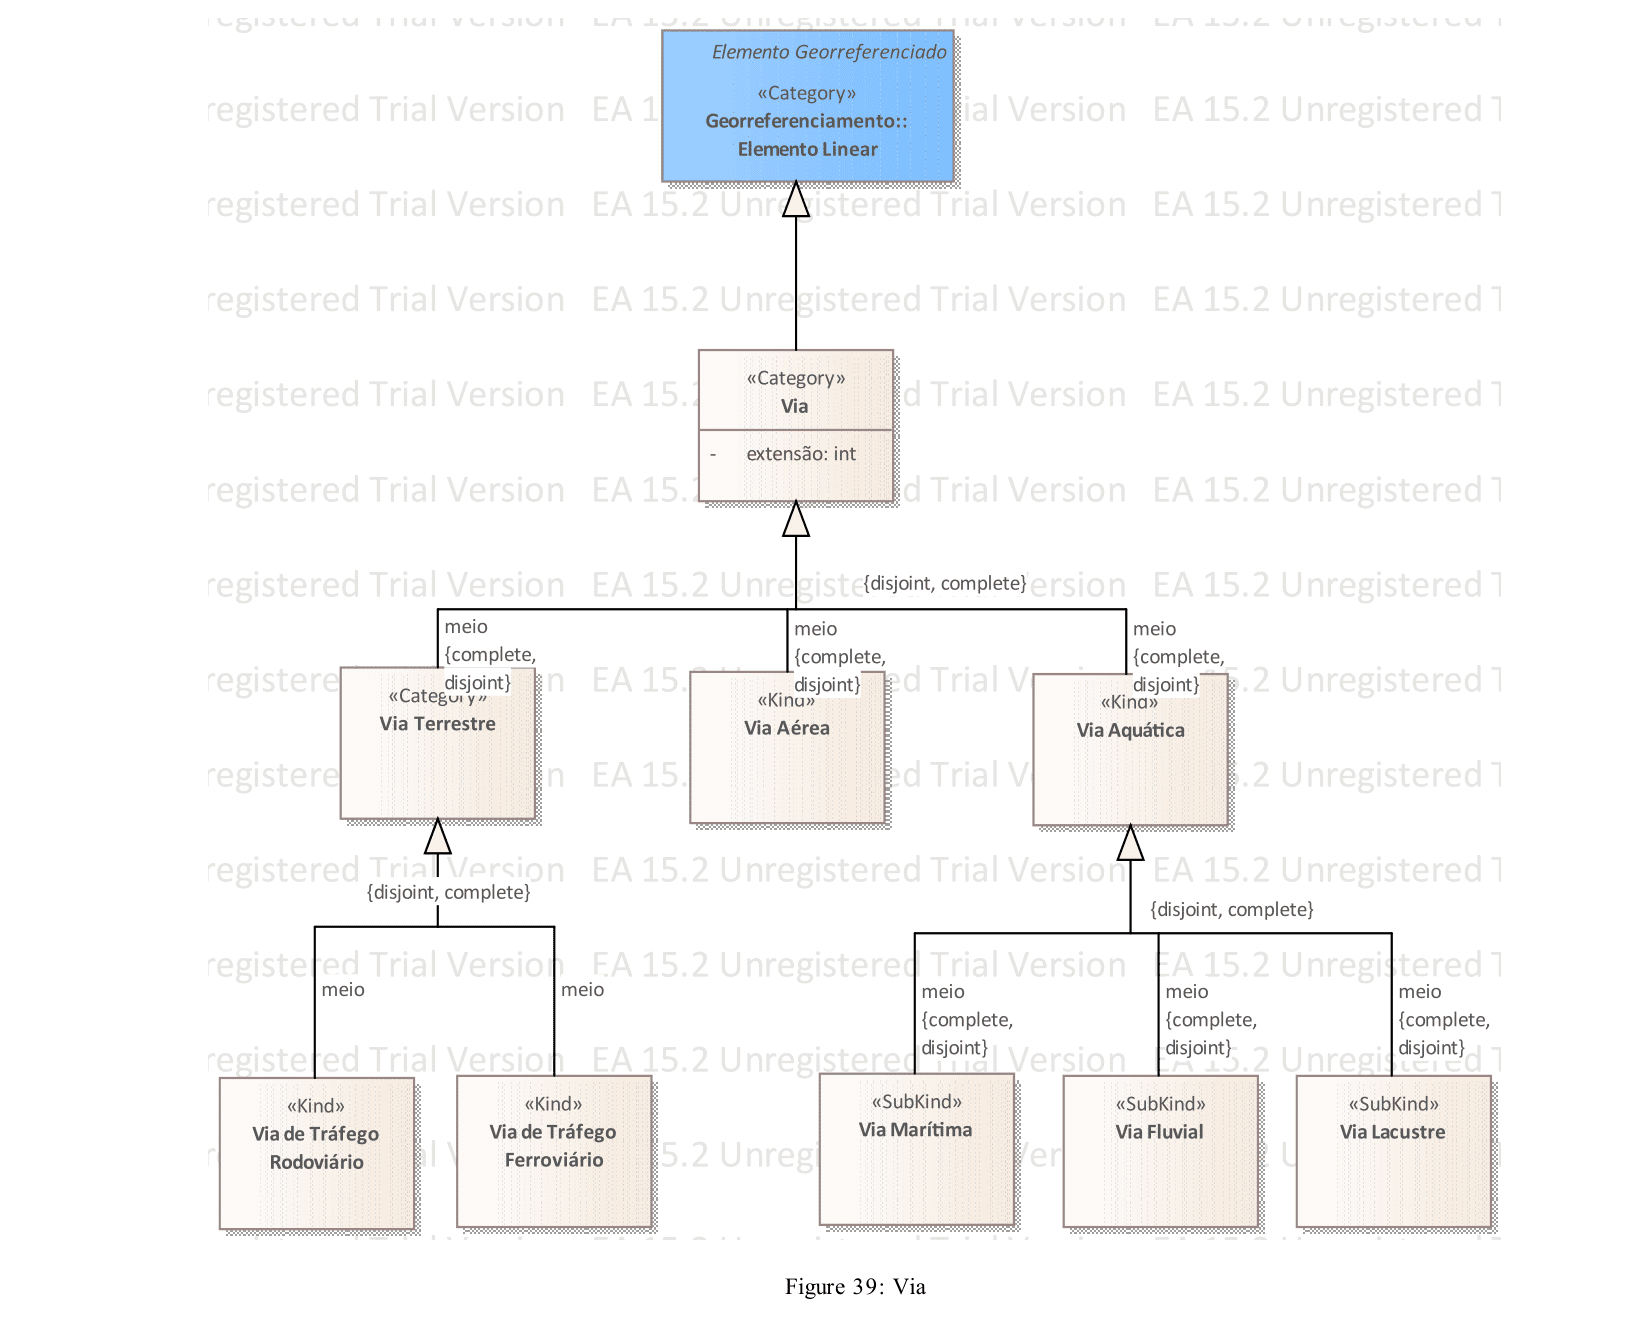 Elemento Georreferenciado
«Category»
Georreferenciamento::
Elemento Linear
«Category»
Via
- extensão: int
{disjoint, complete}
meio
{complete,
disjoint}
«Category»
Via Terrestre
meio
{complete,
disjoint}
«Kind»
Via Aérea
meio
{complete,
disjoint}
«Kind»
Via Aquática
{disjoint, complete}
meio
meio
{disjoint, complete}
meio
{complete,
disjoint}
meio
{complete,
disjoint}
meio
{complete,
disjoint}
«Kind»
Via de Tráfego
Rodoviário
«Kind»
Via de Tráfego
Ferroviário
«SubKind»
Via Marítima
«SubKind»
Via Fluvial
«SubKind»
Via Lacustre
EA 15.2 Unregistered Trial Version
Figure 39: Via